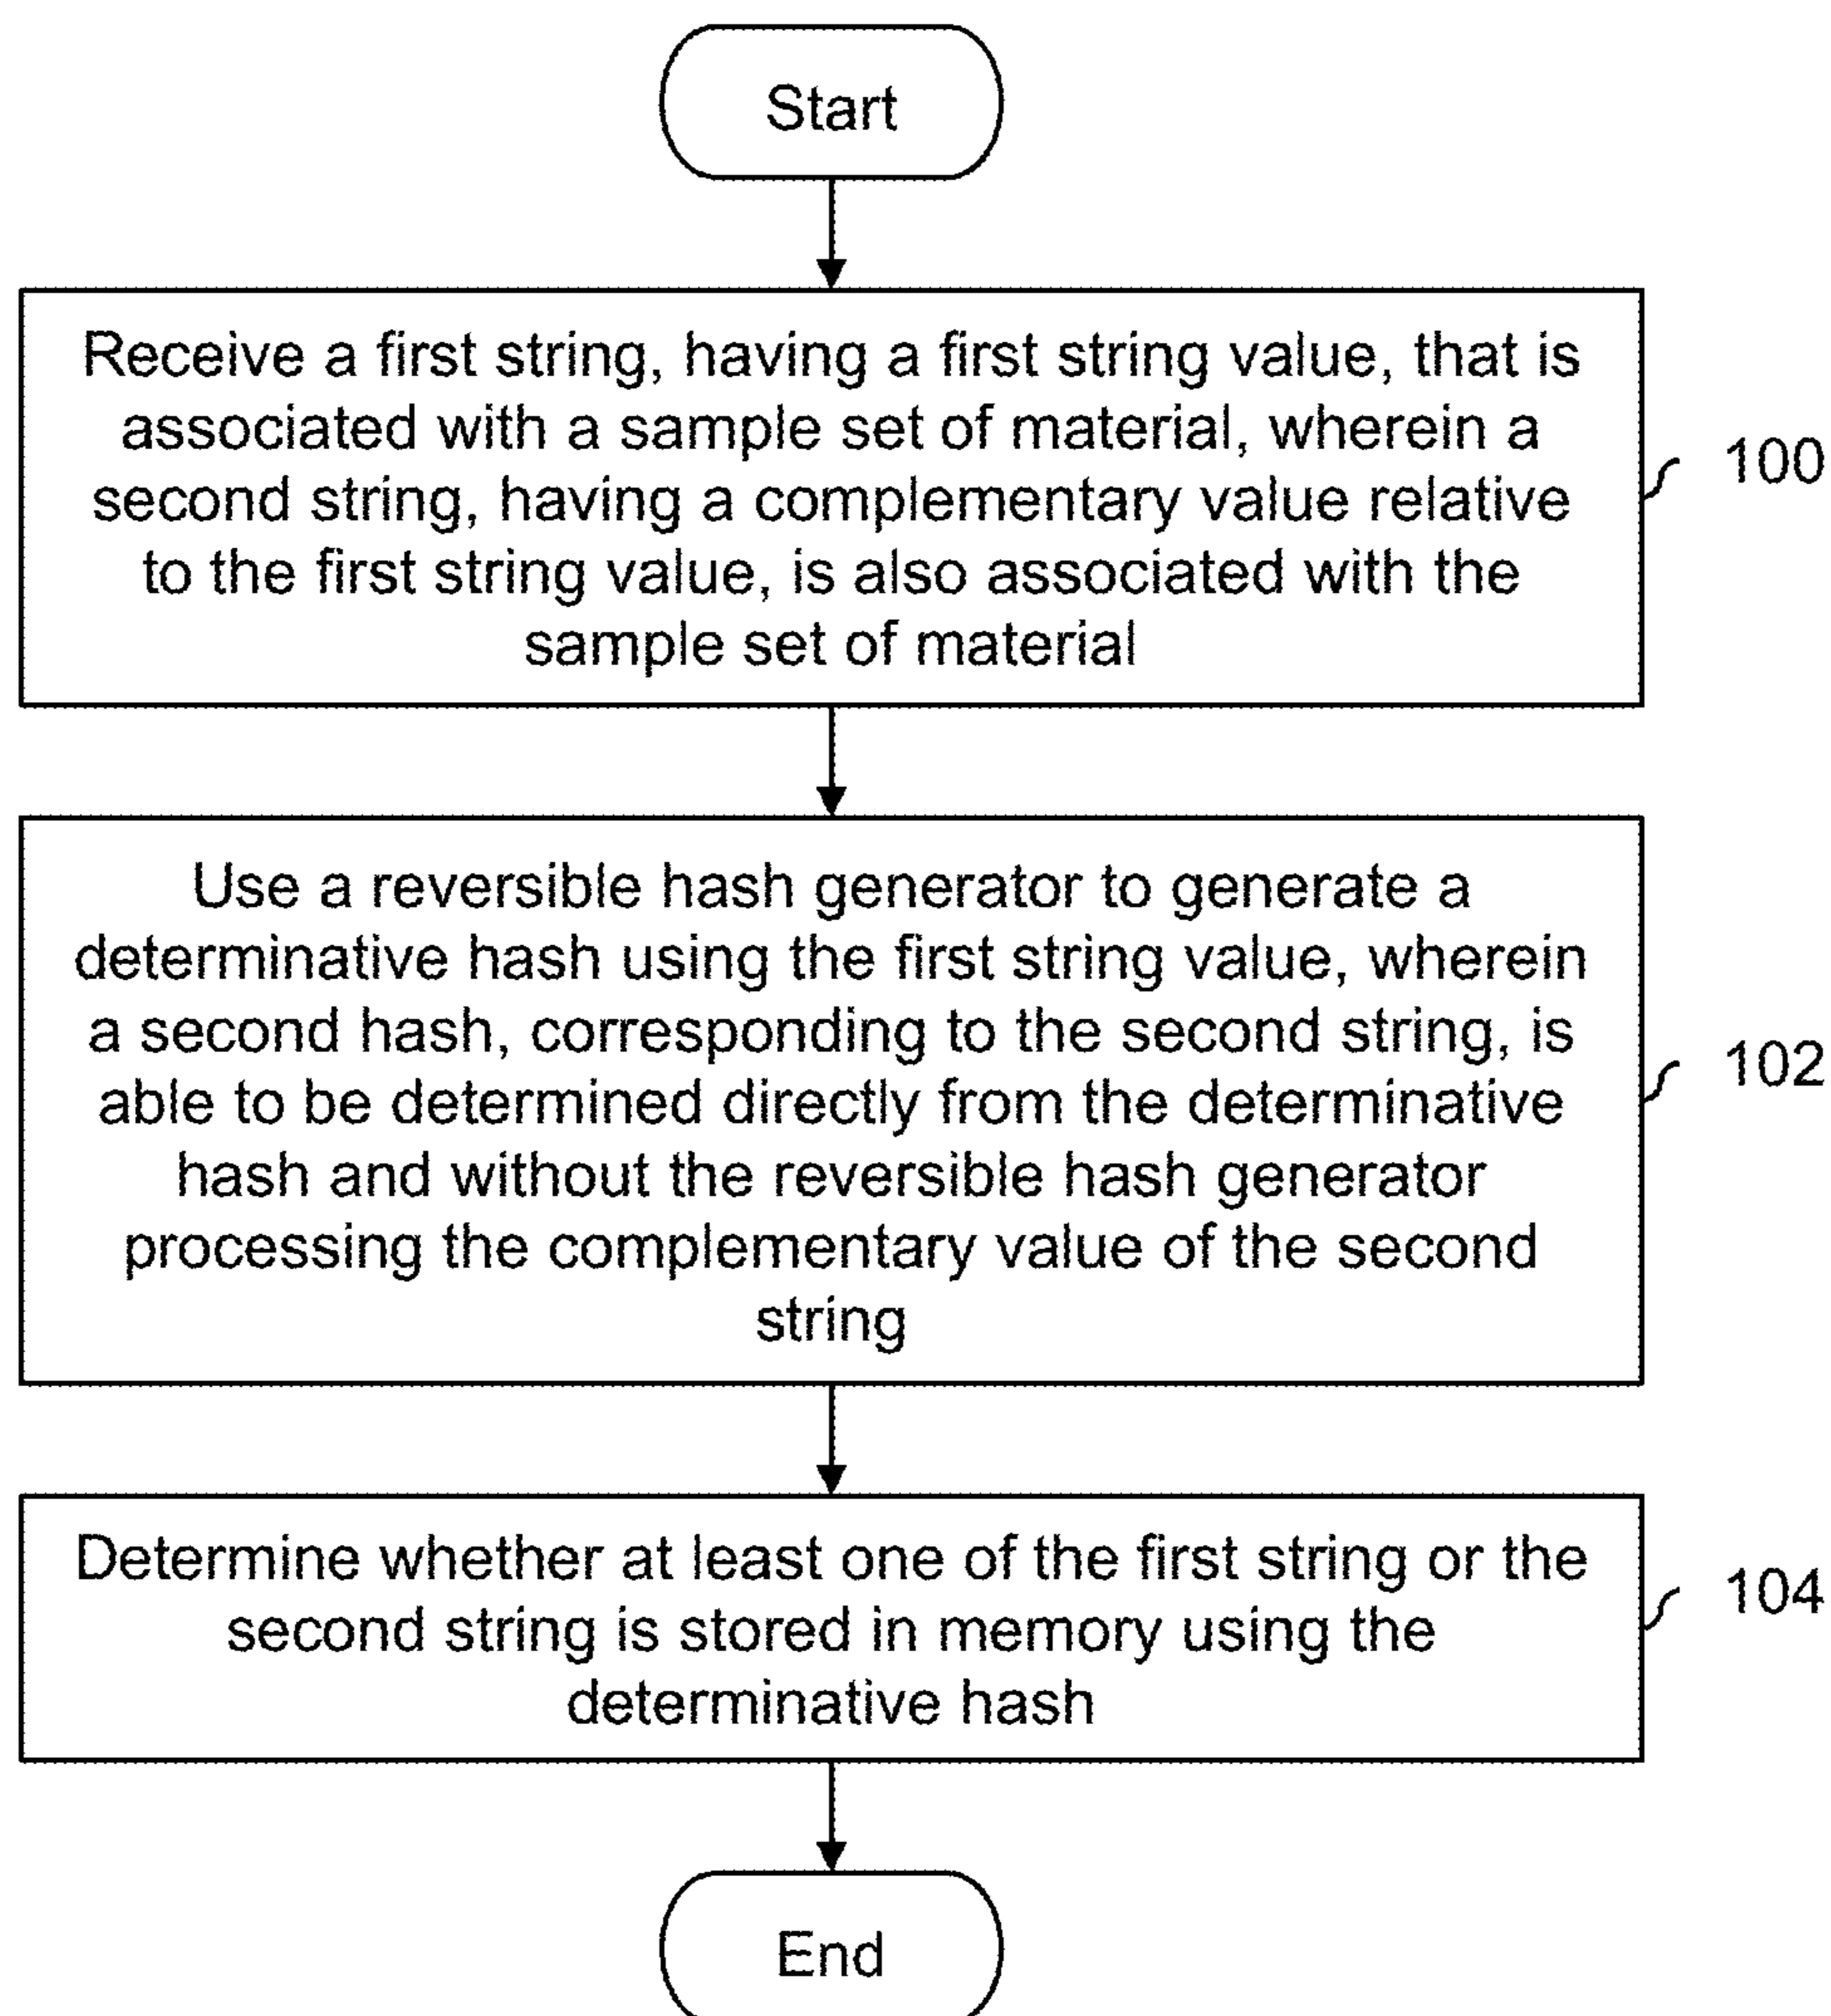 Start
Receive a first string, having a first string value, that is
associated with a sample set of material, wherein a
second string, having a complementary value relative
to the first string value, is also associated with the
sample set of material
100
Use a reversible hash generator to generate a
determinative hash using the first string value, wherein
a second hash, corresponding to the second string, is
able to be determined directly from the determinative
hash and without the reversible hash generator
processing the complementary value of the second
string
102
Determine whether at least one of the first string or the
second string is stored in memory using the
determinative hash
104
End